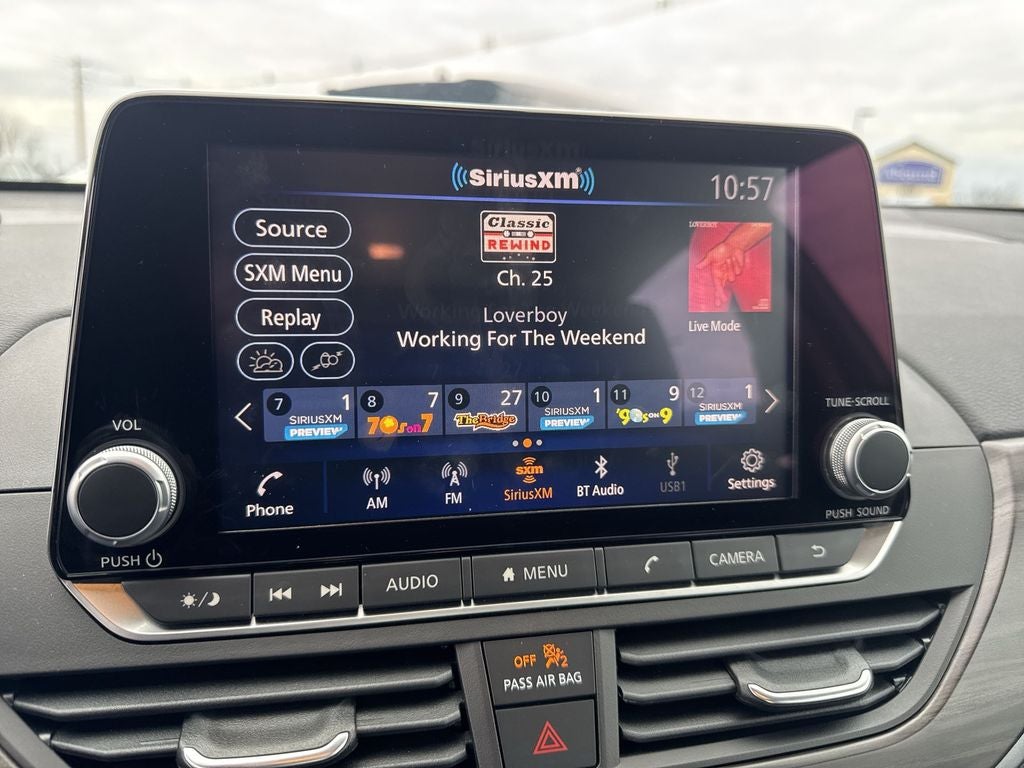 SiriusXM
10:57
Source
Classic
REWIND
LOVERBOY
SXM Menu
Ch. 25
Replay
Loverboy
Live Mode
Working For The Weekend
7 1
SIRIUSXM
PREVIEW
8 7
70s on 7
9 27
The Bridge
10 1
SIRIUSXM
PREVIEW
11 9
'90s ON 9
12 1
SIRIUSXM
PREVIEW
Phone
AM
FM
sxm
SiriusXM
BT Audio
USB1
Settings
VOL
PUSH
TUNE·SCROLL
PUSH SOUND
AUDIO
MENU
CAMERA
OFF 2
PASS AIR BAG